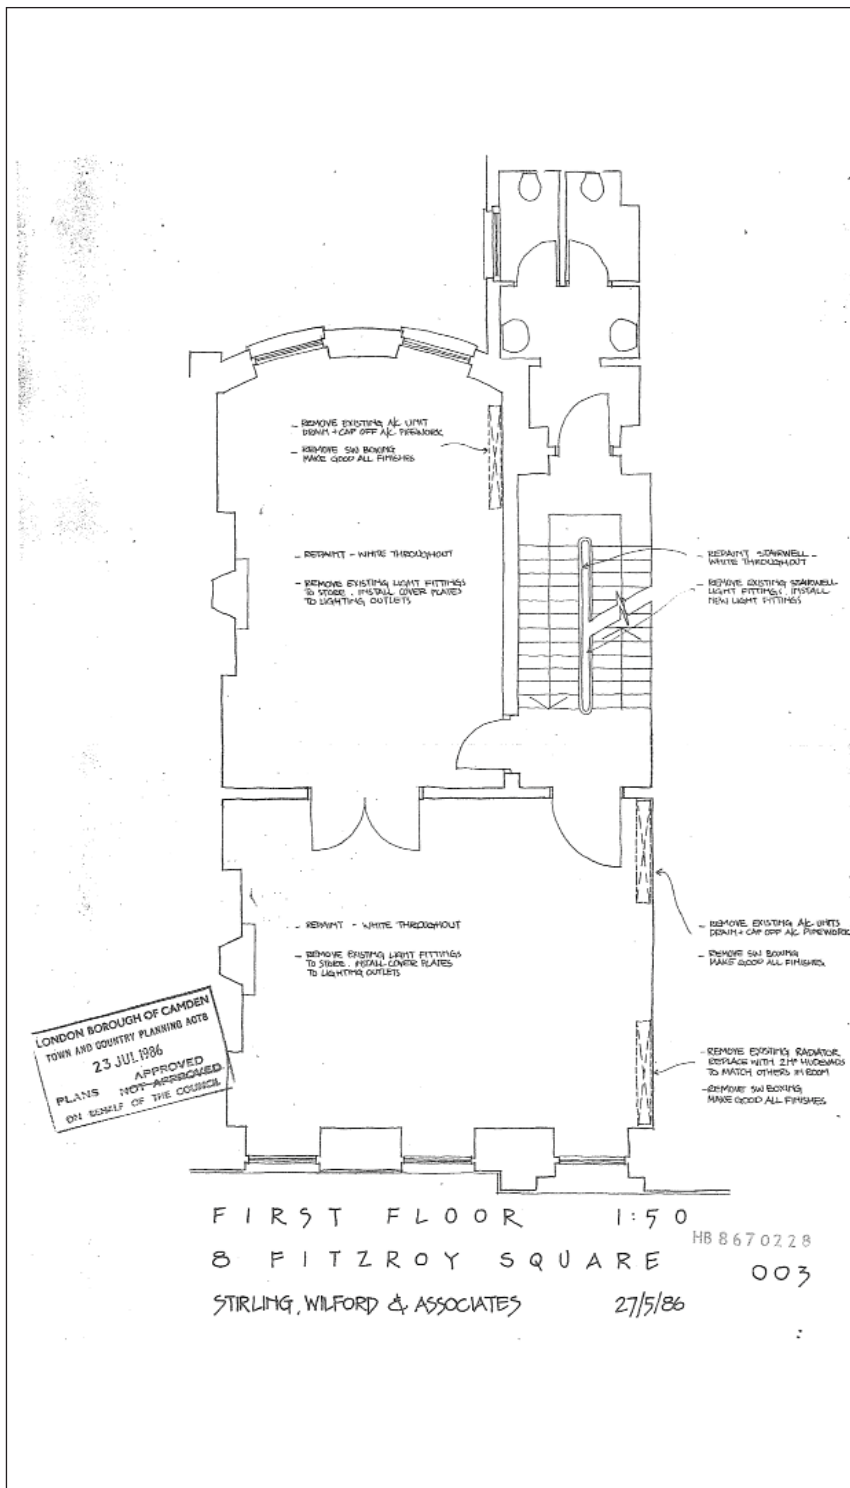 - REMOVE EXISTING A/C UNIT
DRAIN + CAP OFF A/C PIPEWORK
- REMOVE SW BOXING
MAKE GOOD ALL FINISHES
- REPAINT - WHITE THROUGHOUT
- REMOVE EXISTING LIGHT FITTINGS
TO STORE. INSTALL COVER PLATES
TO LIGHTING OUTLETS
- REPAINT STAIRWELL -
WHITE THROUGHOUT
- REMOVE EXISTING STAIRWELL
LIGHT FITTINGS. INSTALL
NEW LIGHT FITTINGS
- REPAINT - WHITE THROUGHOUT
- REMOVE EXISTING LIGHT FITTINGS
TO STORE. INSTALL COVER PLATES
TO LIGHTING OUTLETS
- REMOVE EXISTING A/C UNITS
DRAIN + CAP OFF A/C PIPEWORK
- REMOVE SW BOXING
MAKE GOOD ALL FINISHES
- REMOVE EXISTING RADIATOR
REPLACE WITH 2Nº HUDEVADS
TO MATCH OTHERS IN ROOM
- REMOVE SW BOXING
MAKE GOOD ALL FINISHES
LONDON BOROUGH OF CAMDEN
TOWN AND COUNTRY PLANNING ACTS
23 JUL 1986
APPROVED
PLANS NOT APPROVED
ON BEHALF OF THE COUNCIL
FIRST FLOOR 1:50
HB 8670228
8 FITZROY SQUARE
003
STIRLING, WILFORD & ASSOCIATES 27/5/86